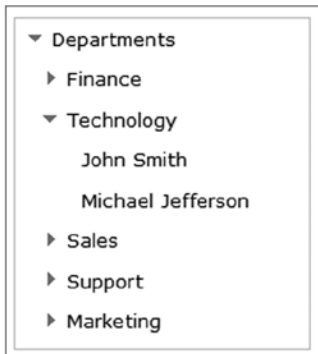 Departments
Finance
Technology
John Smith
Michael Jefferson
Sales
Support
Marketing